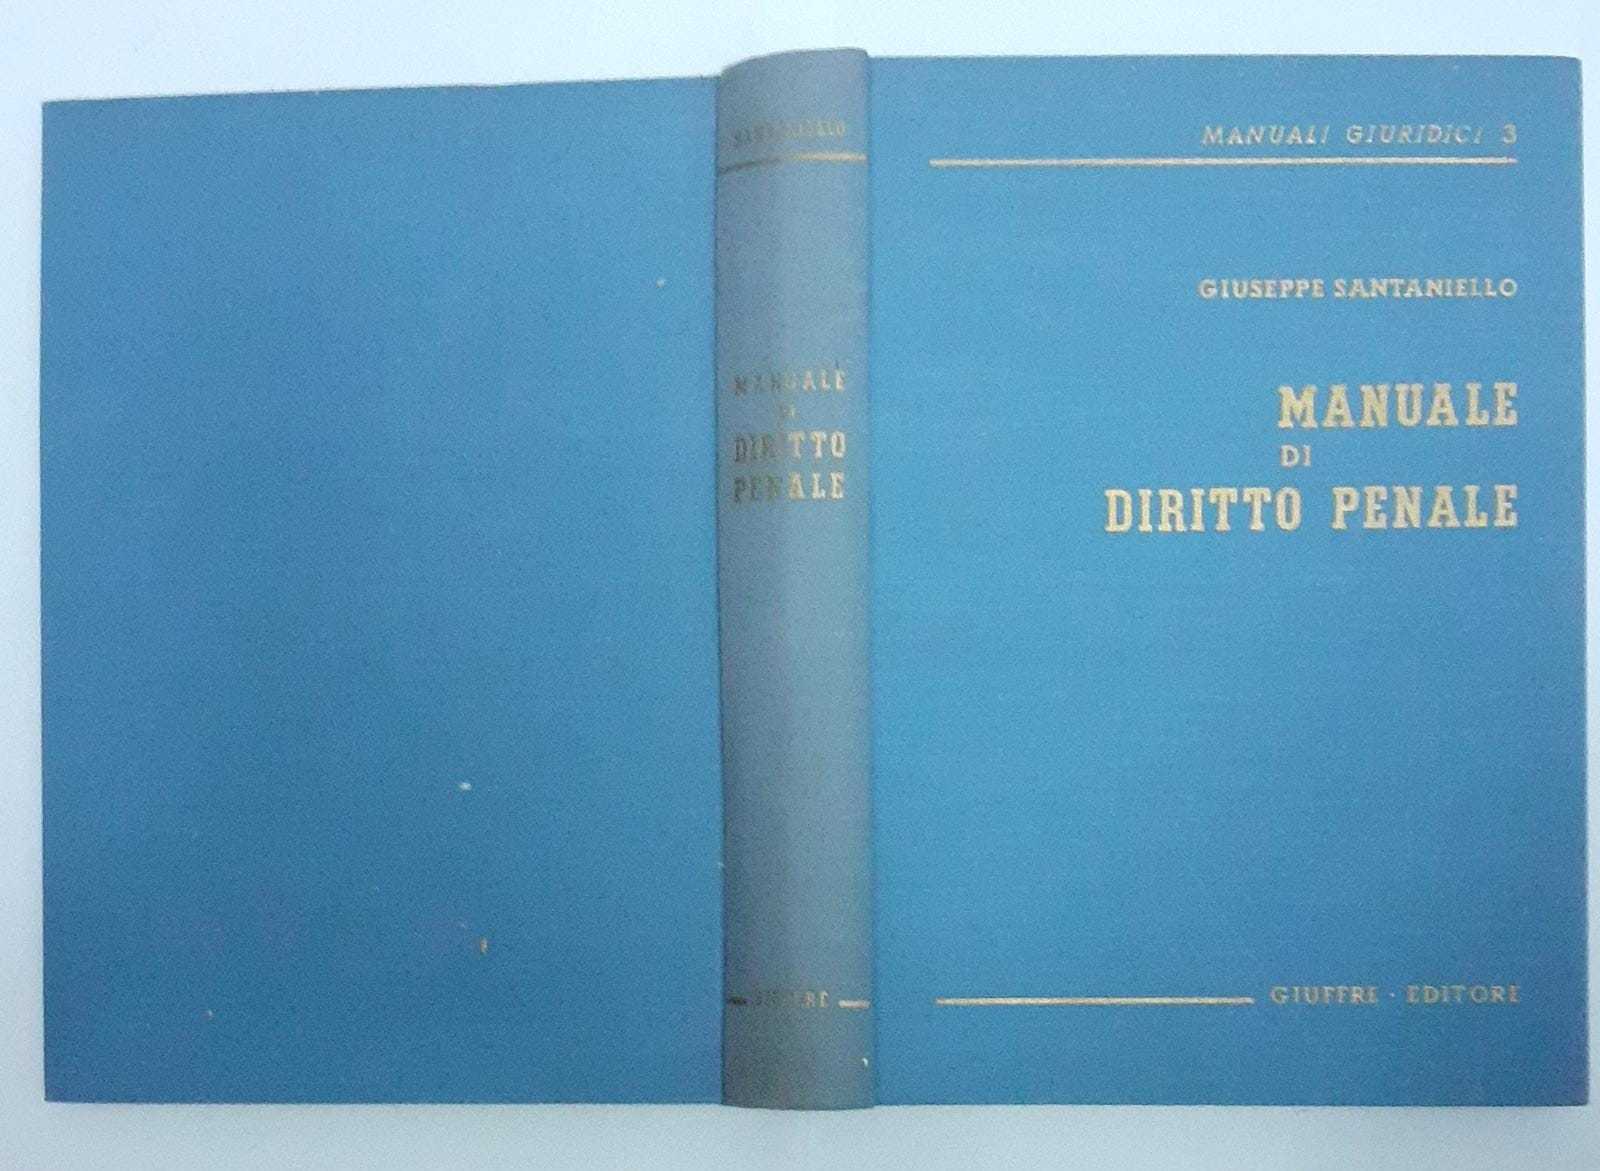 SANTANIELLO
MANUALE
DI
DIRITTO
PENALE
GIUFFRE
MANUALI GIURIDICI 3
GIUSEPPE SANTANIELLO
MANUALE
DI
DIRITTO PENALE
GIUFFRE · EDITORE